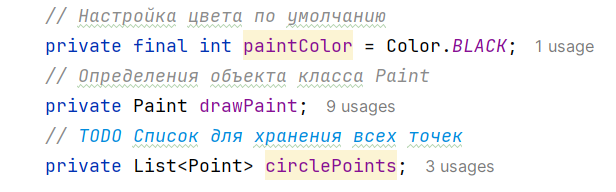 // Настройка цвета по умолчанию
private final int paintColor = Color.BLACK; 1 usage
// Определения объекта класса Paint
private Paint drawPaint; 9 usages
// TODO Список для хранения всех точек
private List<Point> circlePoints; 3 usages